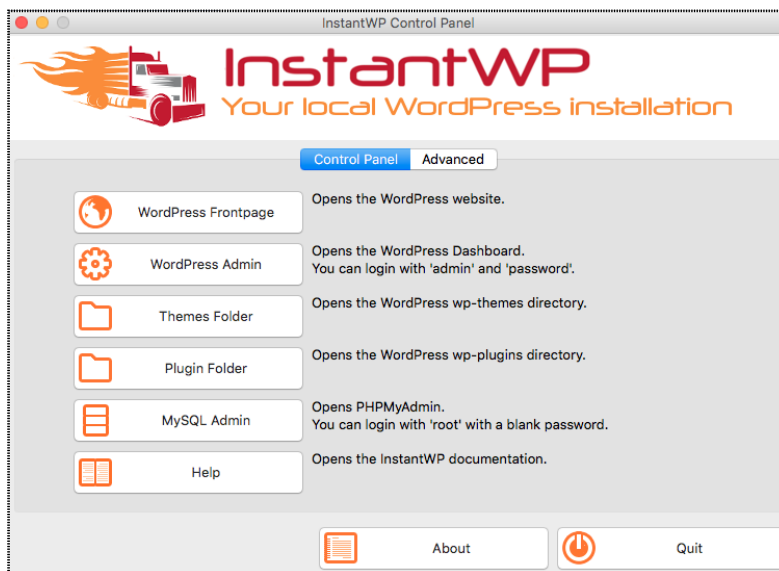 InstantWP Control Panel
InstantWP
Your local WordPress installation
Control Panel
Advanced
WordPress Frontpage
Opens the WordPress website.
WordPress Admin
Opens the WordPress Dashboard.
You can login with 'admin' and 'password'.
Themes Folder
Opens the WordPress wp-themes directory.
Plugin Folder
Opens the WordPress wp-plugins directory.
MySQL Admin
Opens PHPMyAdmin.
You can login with 'root' with a blank password.
Help
Opens the InstantWP documentation.
About
Quit